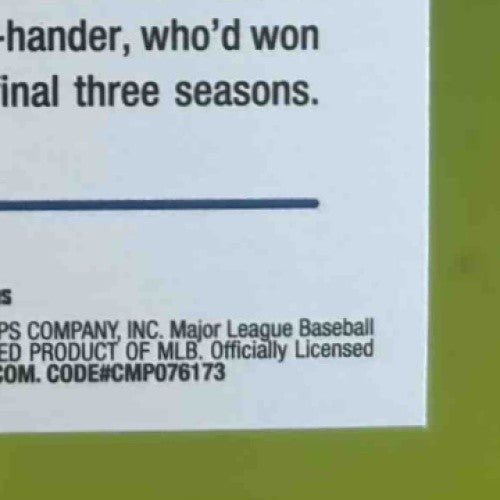 -hander, who'd won
final three seasons.
s
PS COMPANY, INC. Major League Baseball
ED PRODUCT OF MLB. Officially Licensed
COM. CODE#CMP076173